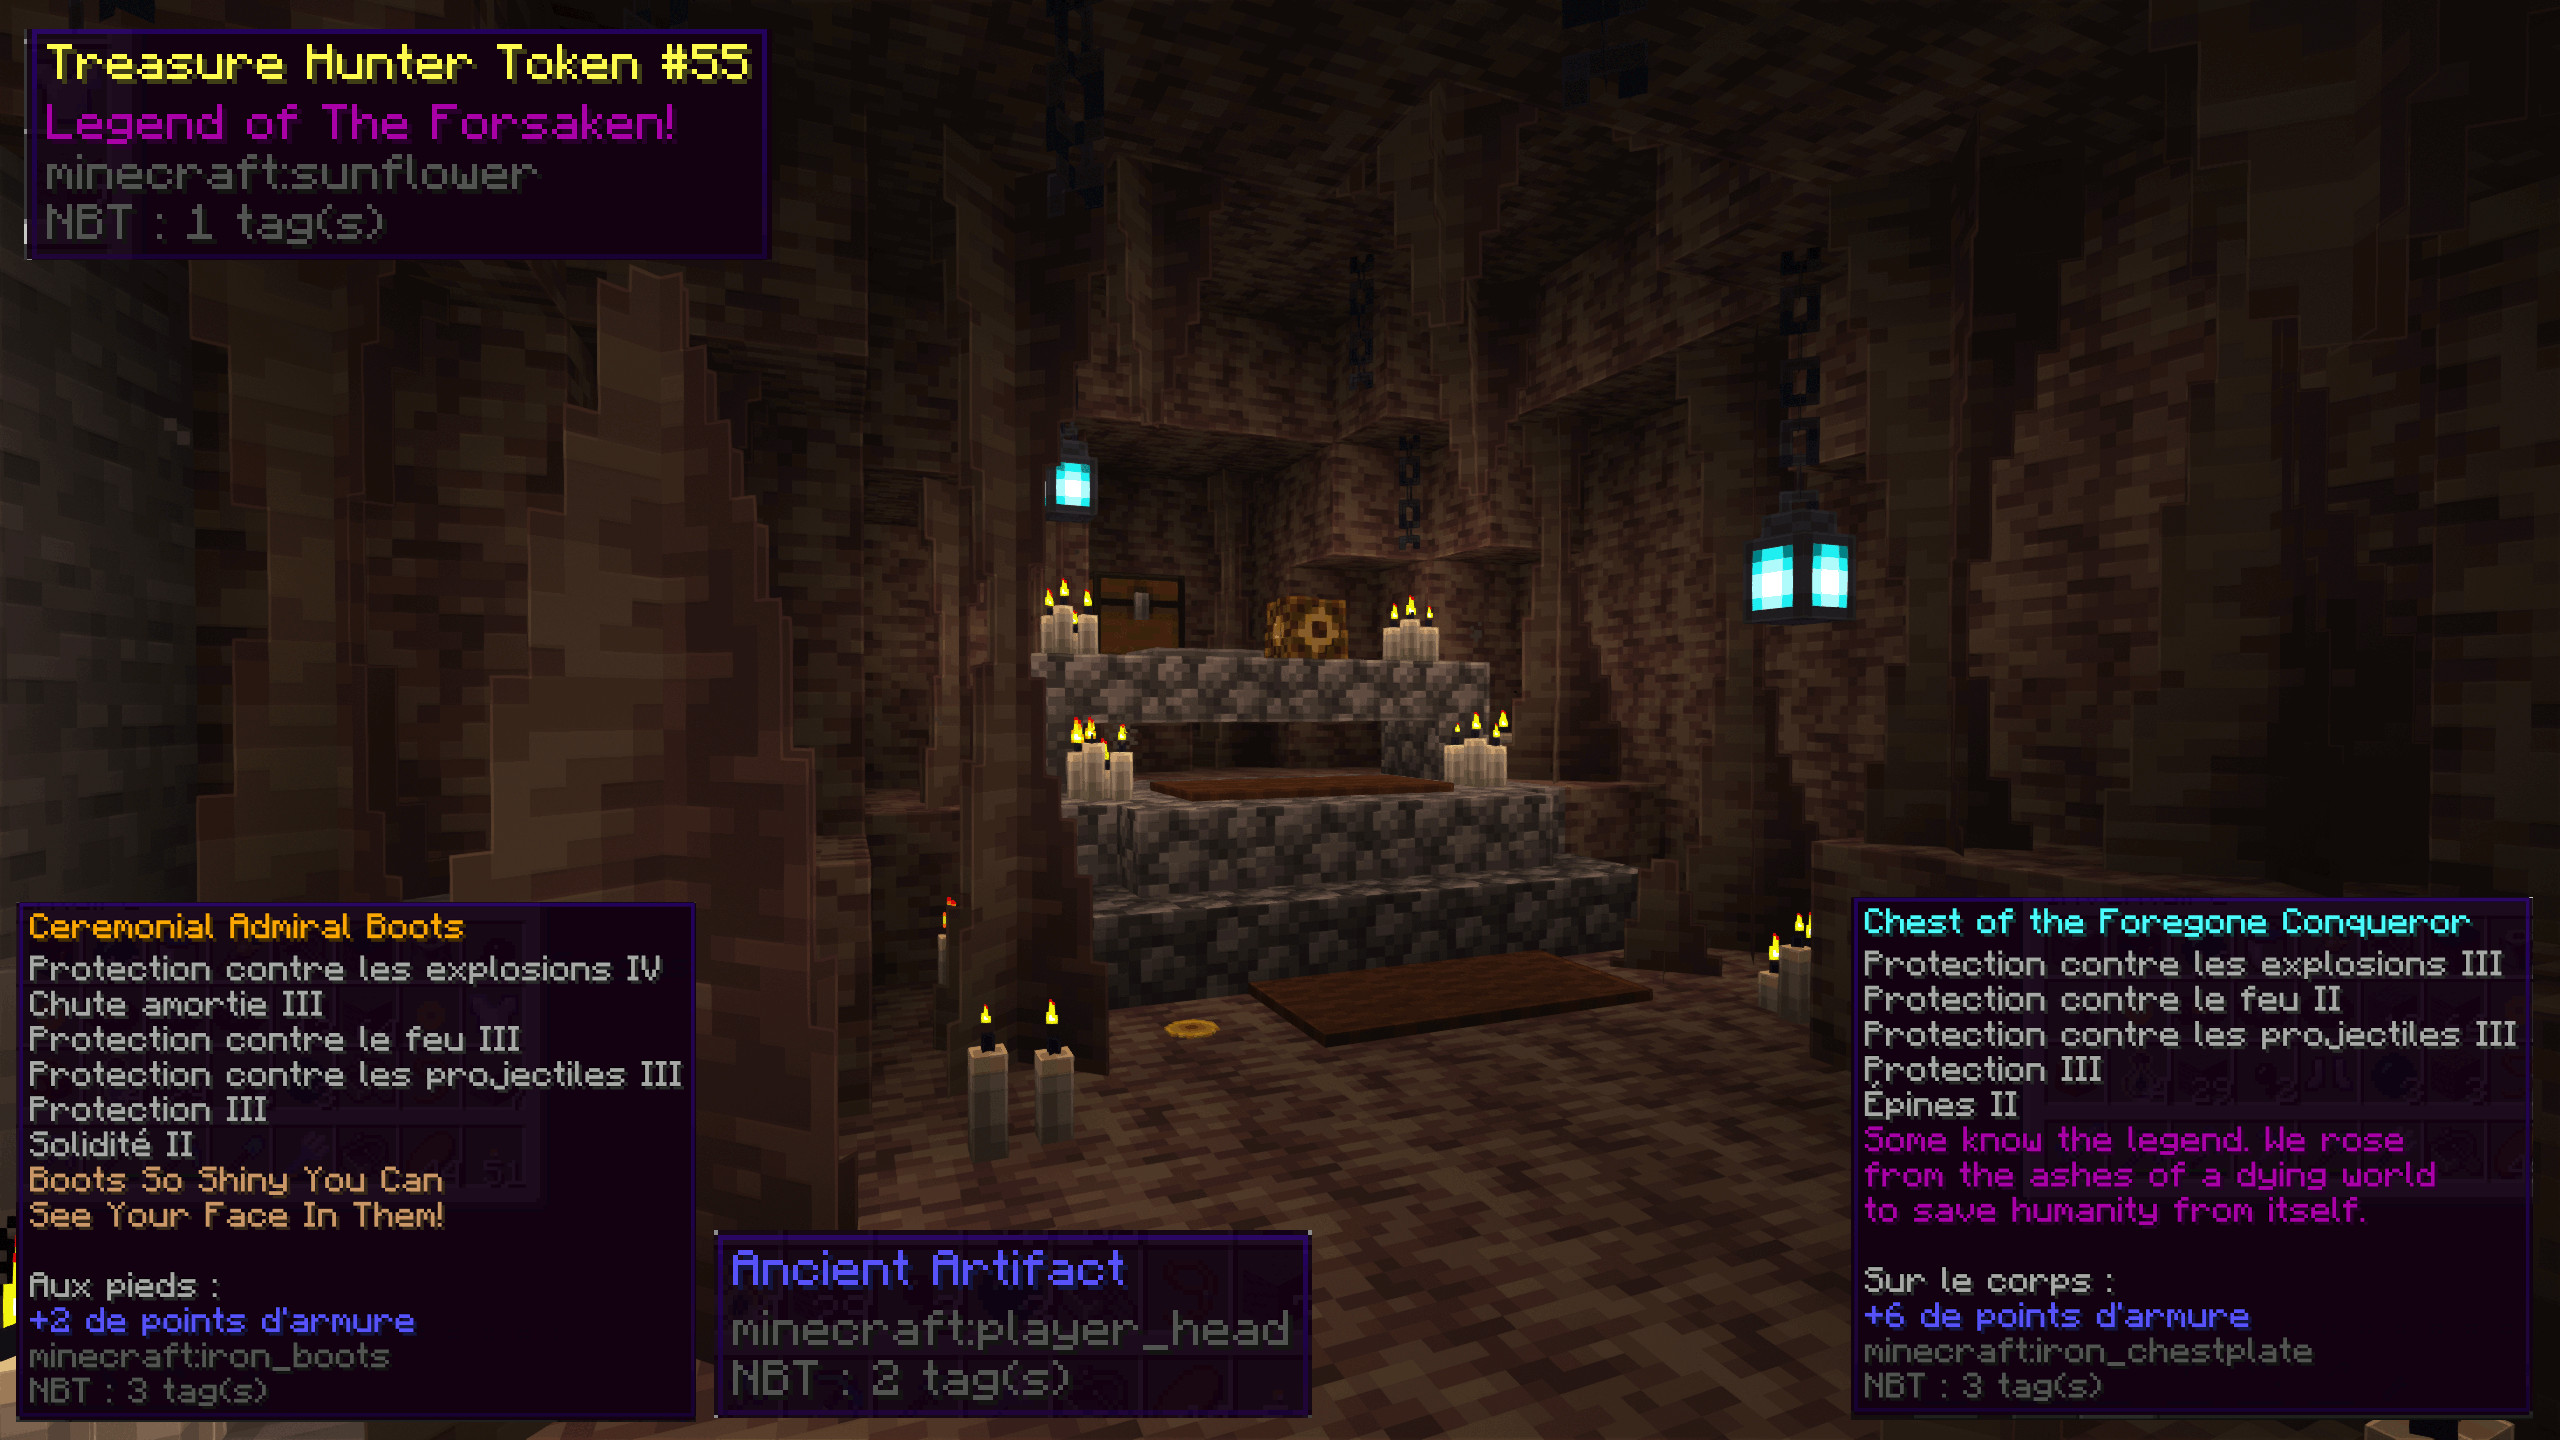 Treasure Hunter Token #55
Legend of The Forsaken!
minecraft:sunflower
NBT : 1 tag(s)
Ceremonial Admiral Boots
Protection contre les explosions IV
Chute amortie III
Protection contre le feu III
Protection contre les projectiles III
Protection III
Solidité II
Boots So Shiny You Can
See Your Face In Them!
Aux pieds :
+2 de points d'armure
minecraft:iron_boots
NBT : 3 tag(s)
Ancient Artifact
minecraft:player_head
NBT : 2 tag(s)
Chest of the Foregone Conqueror
Protection contre les explosions III
Protection contre le feu II
Protection contre les projectiles III
Protection III
Épines II
Some know the legend. We rose
from the ashes of a dying world
to save humanity from itself.
Sur le corps :
+6 de points d'armure
minecraft:iron_chestplate
NBT : 3 tag(s)